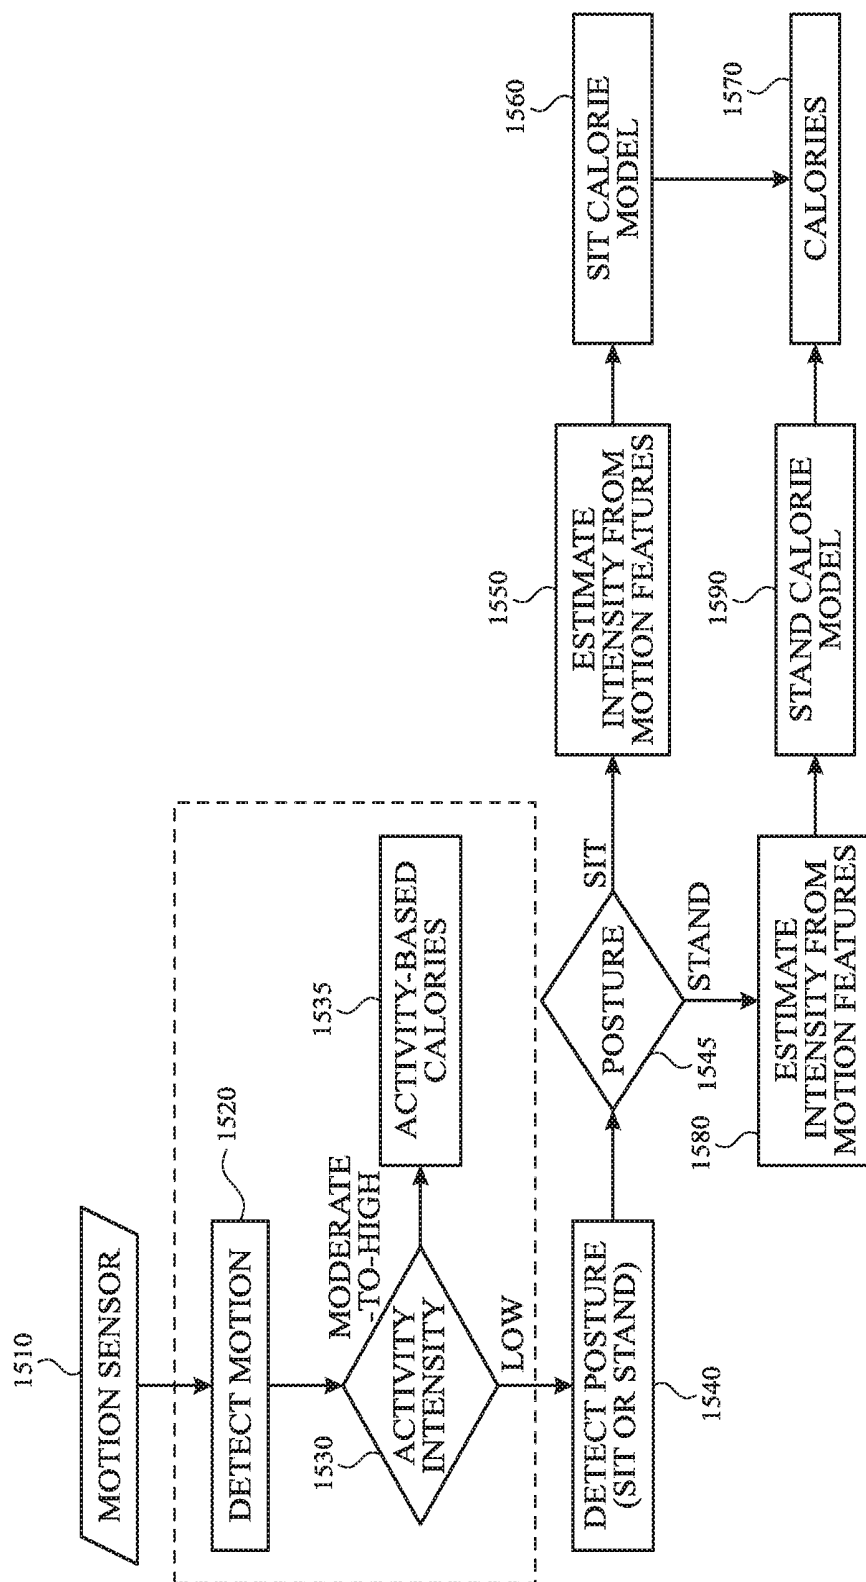 1510
MOTION SENSOR
1520
DETECT MOTION
1530
ACTIVITY
INTENSITY
MODERATE
-TO-HIGH
1535
ACTIVITY-BASED
CALORIES
LOW
DETECT POSTURE
(SIT OR STAND)
1540
POSTURE
1545
SIT
STAND
1550
ESTIMATE
INTENSITY FROM
MOTION FEATURES
1560
SIT CALORIE
MODEL
1580
ESTIMATE
INTENSITY FROM
MOTION FEATURES
1590
STAND CALORIE
MODEL
1570
CALORIES